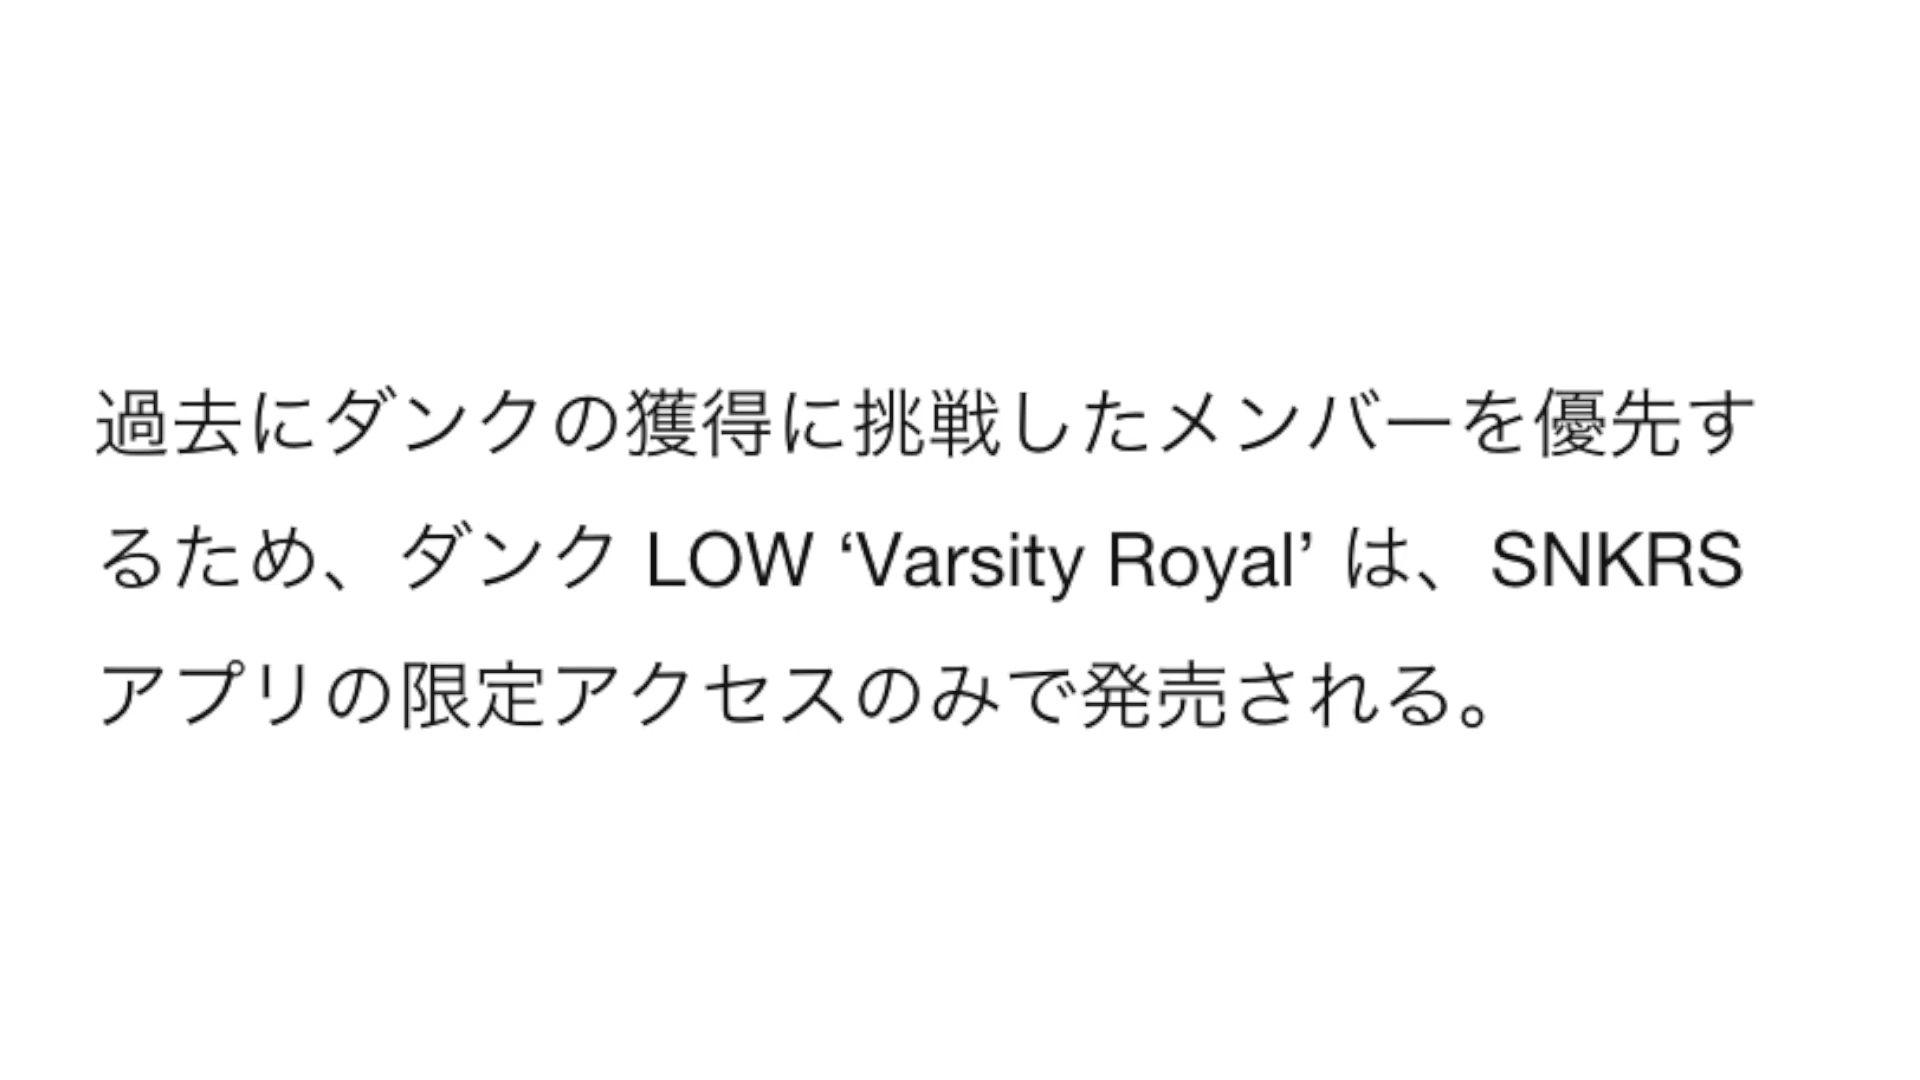 過去にダンクの獲得に挑戦したメンバーを優先す
るため、ダンク LOW ‘Varsity Royal’ は、SNKRS
アプリの限定アクセスのみで発売される。